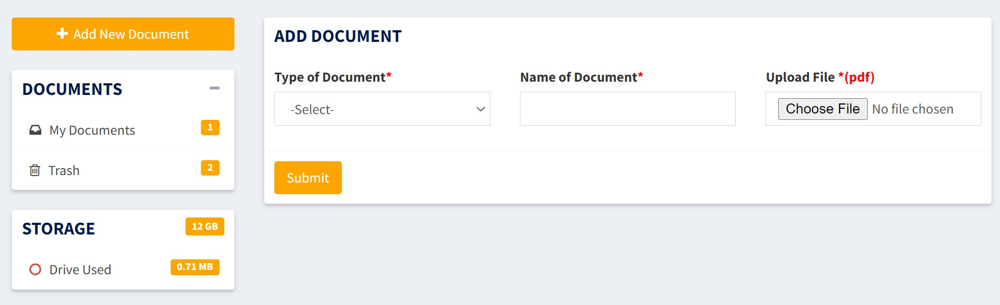 Add New Document
DOCUMENTS
My Documents 1
Trash 2
STORAGE 12 GB
Drive Used 0.71 MB
ADD DOCUMENT
Type of Document* Name of Document* Upload File *(pdf)
-Select- Choose File No file chosen
Submit